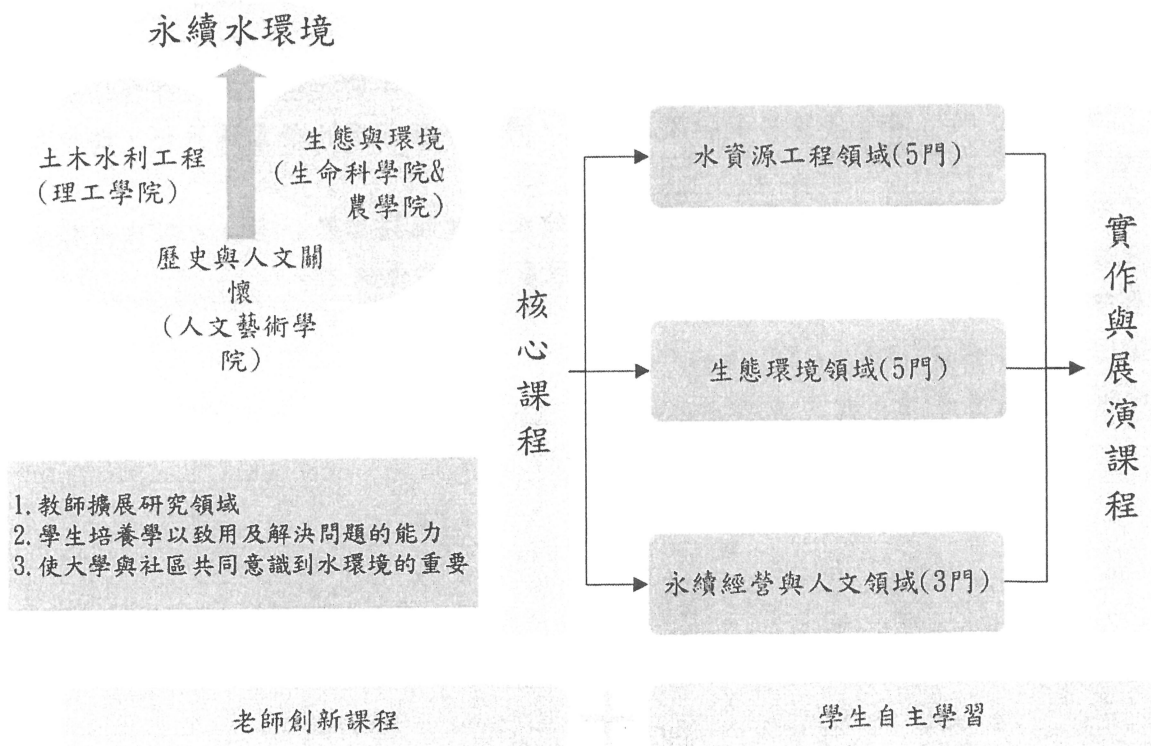 永續水環境
土木水利工程
(理工學院)
生態與環境
(生命科學院&
農學院)
歷史與人文關
懷
(人文藝術學
院)
1.教師擴展研究領域
2.學生培養學以致用及解決問題的能力
3.使大學與社區共同意識到水環境的重要
核心課程
水資源工程領域(5門)
生態環境領域(5門)
永續經營與人文領域(3門)
實作與展演課程
老師創新課程
學生自主學習